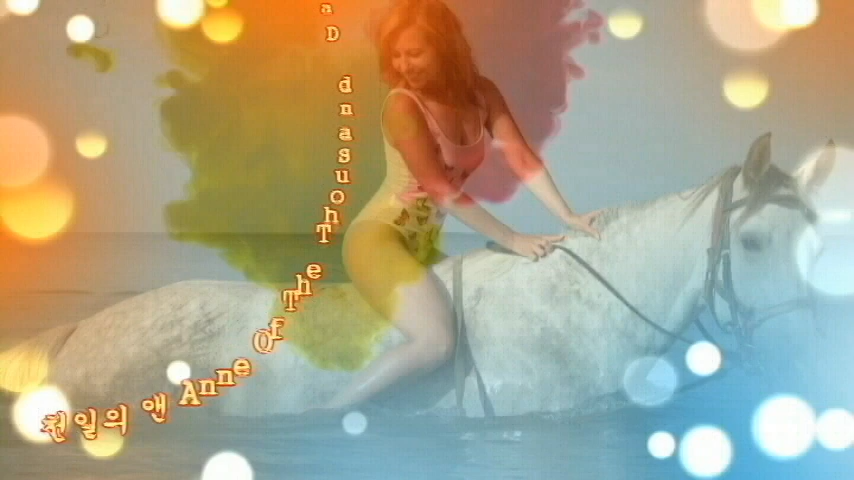 천일의 앤 Anne Of The Thousand Da